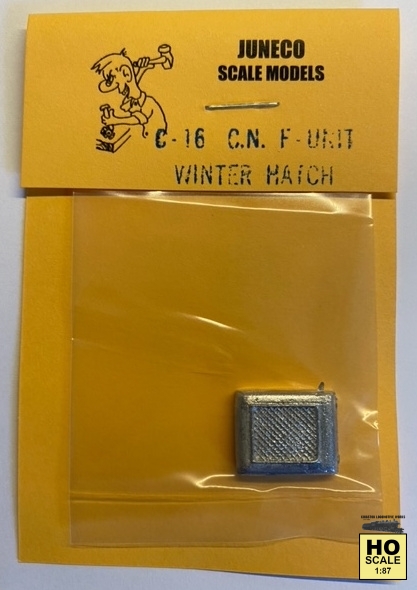 JUNECO
SCALE MODELS
C-16 C.N. F-UNIT
WINTER HATCH
HO
SCALE
1:87